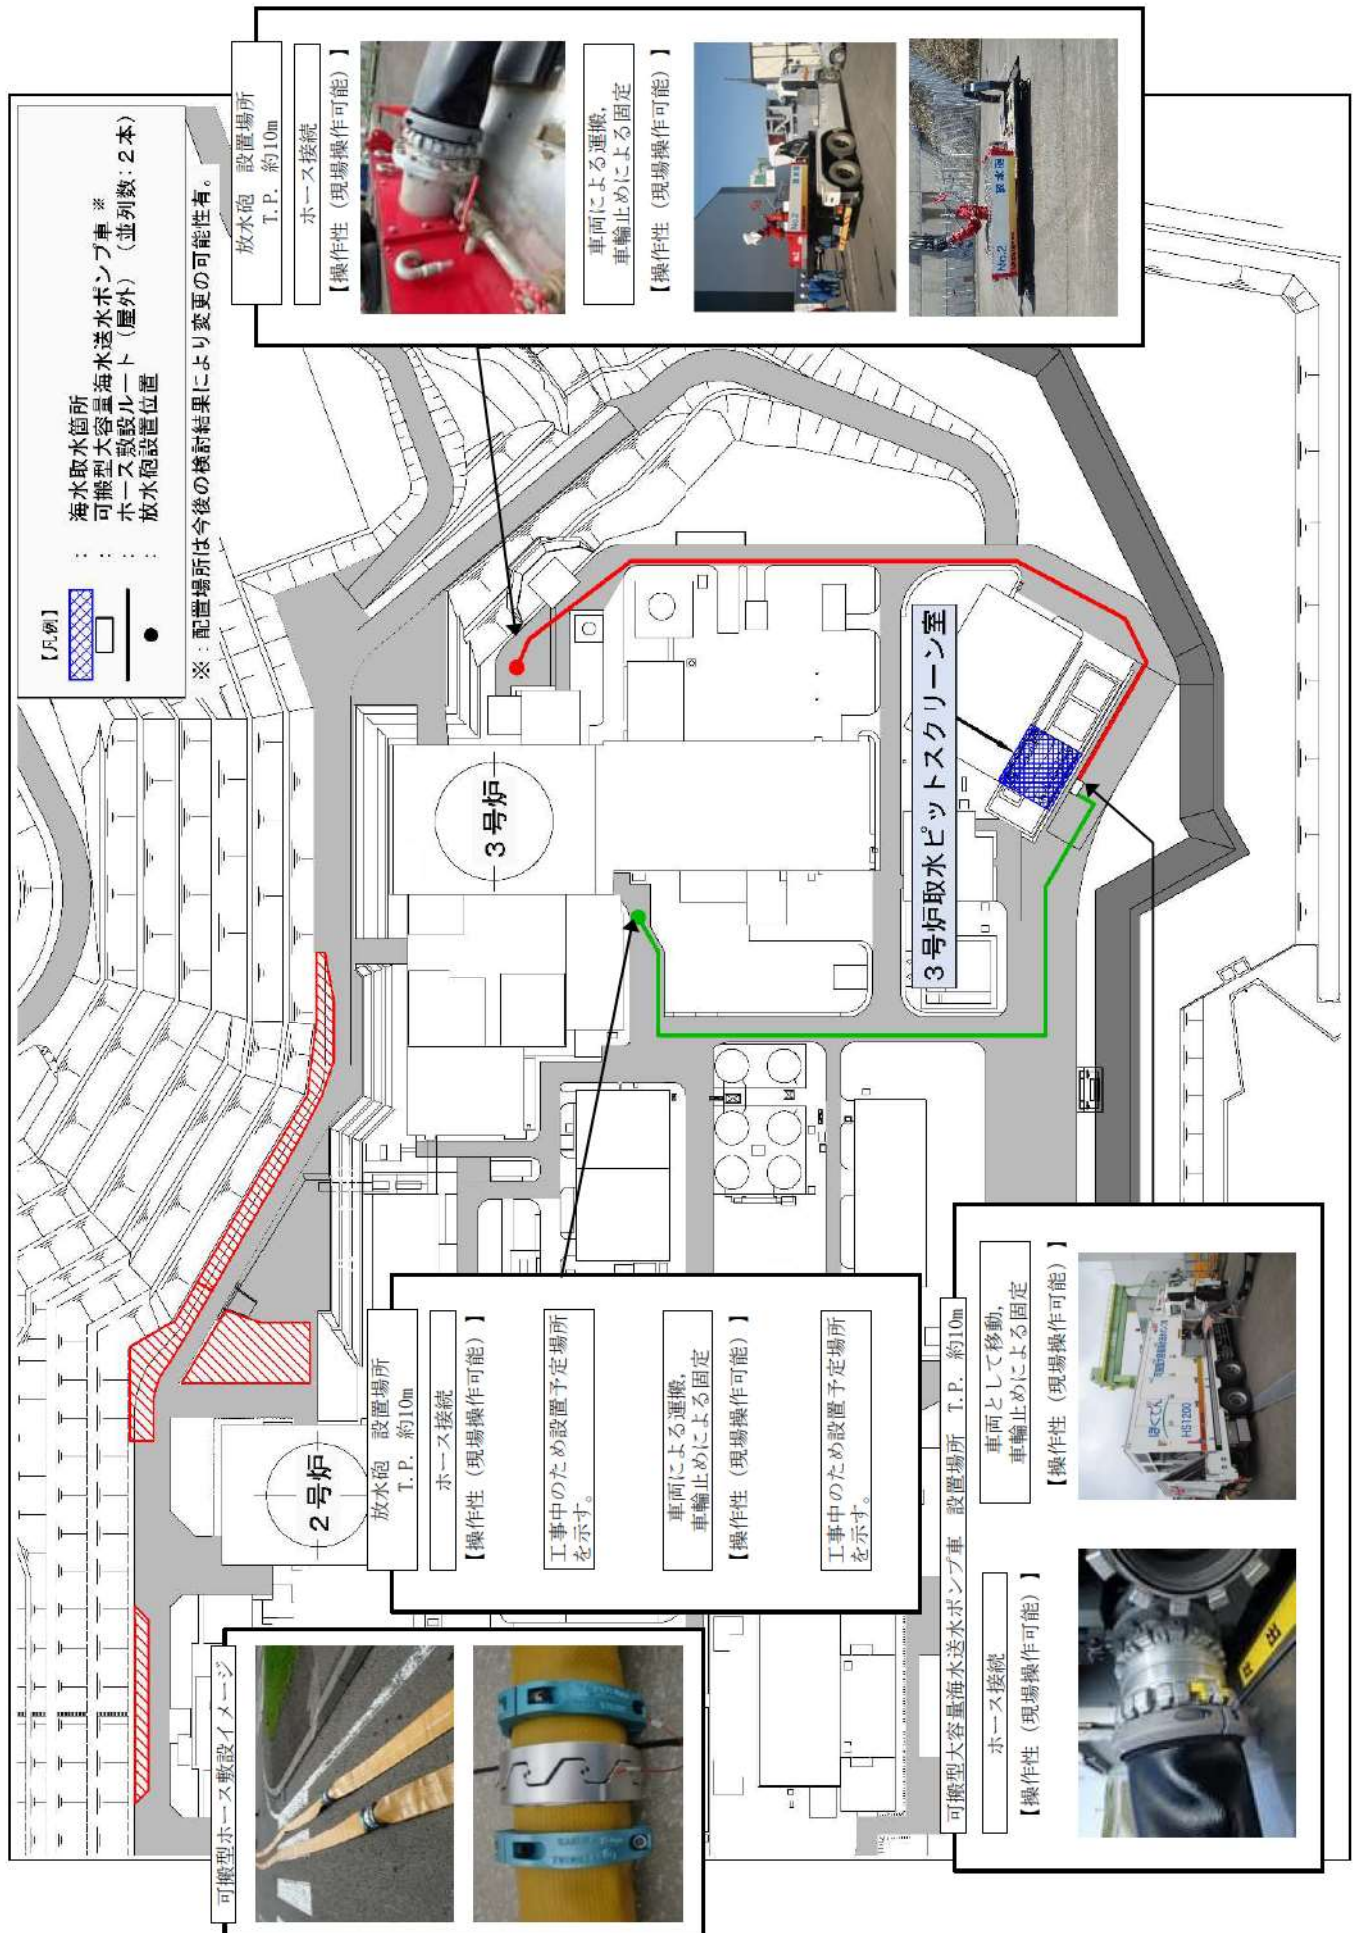 【凡例】
： 海水取水箇所
： 可搬型大容量海水送水ポンプ車 ※
： ホース敷設ルート（屋外）（並列数：２本）
： 放水砲設置位置
※：配置場所は今後の検討結果により変更の可能性有。
放水砲 設置場所
T.P. 約10m
ホース接続
【操作性（現場操作可能）】
車両による運搬，
車輪止めによる固定
【操作性（現場操作可能）】
No.2
No.2
放水砲
３号炉
３号炉取水ピットスクリーン室
２号炉
放水砲 設置場所
T.P. 約10m
ホース接続
【操作性（現場操作可能）】
工事中のため設置予定場所
を示す。
車両による運搬，
車輪止めによる固定
【操作性（現場操作可能）】
工事中のため設置予定場所
を示す。
可搬型ホース敷設イメージ
可搬型大容量海水送水ポンプ車 設置場所 T.P. 約10m
ホース接続
【操作性（現場操作可能）】
車両として移動，
車輪止めによる固定
【操作性（現場操作可能）】
ほくでん
HS1200